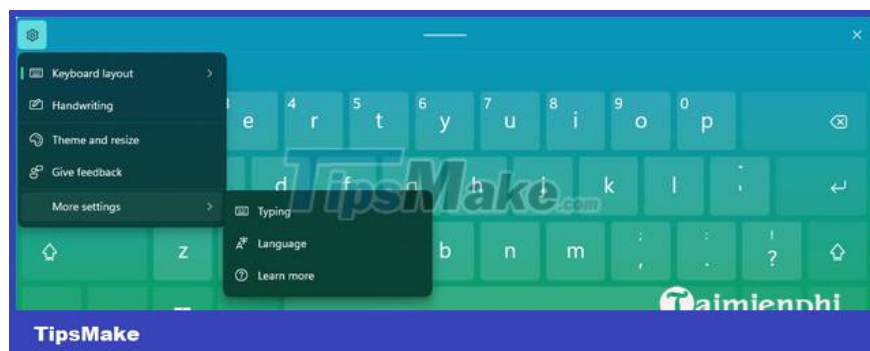 Keyboard layout
Handwriting
Theme and resize
Give feedback
More settings
Typing
Language
Learn more
4 5 6 7 8 9 0
e r t y u i o p
d f g h j k l
z b n m ; , : . ! ?
TipsMake.com
Taimienphi
TipsMake